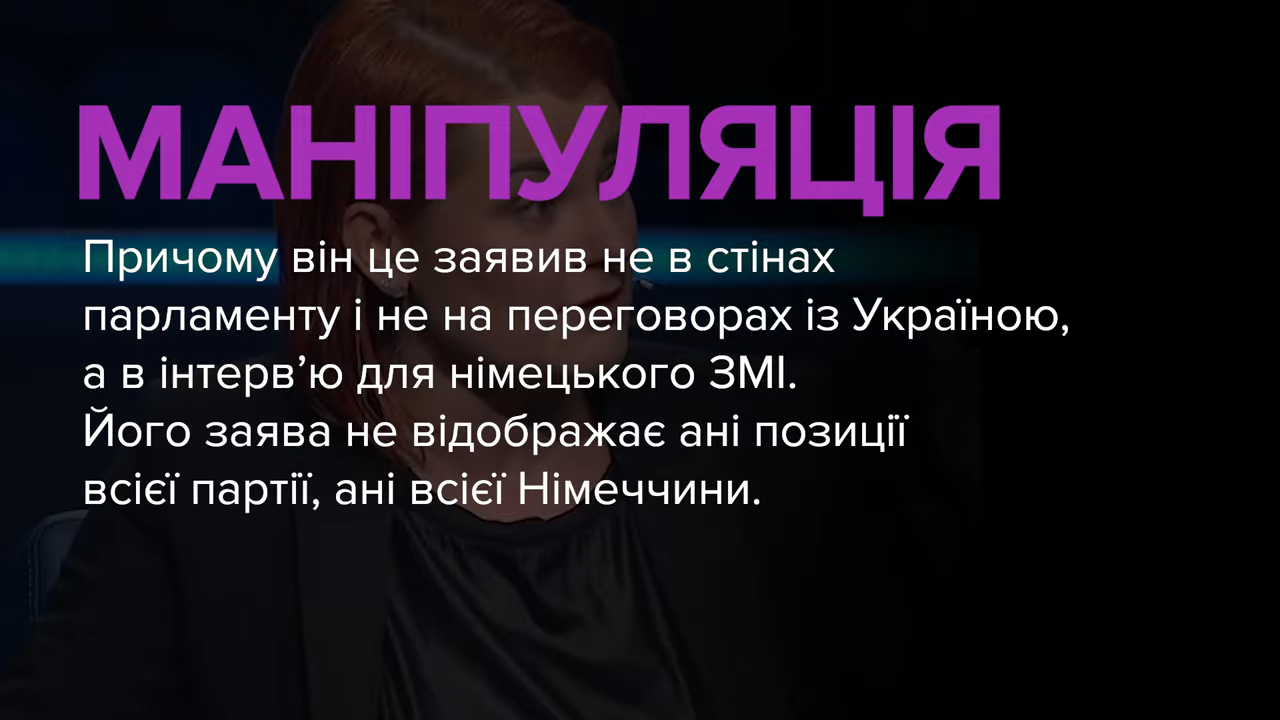 МАНІПУЛЯЦІЯ
Причому він це заявив не в стінах
парламенту і не на переговорах із Україною,
а в інтерв’ю для німецького ЗМІ.
Його заява не відображає ані позиції
всієї партії, ані всієї Німеччини.